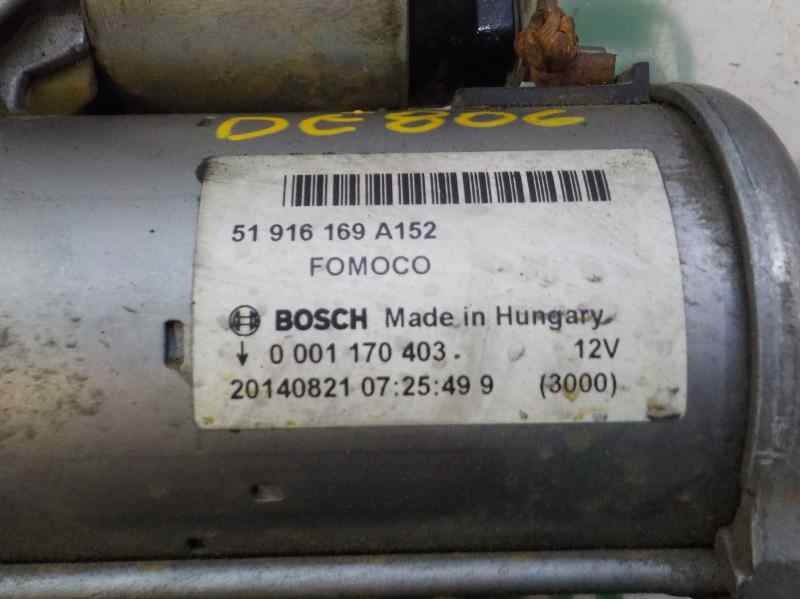 51 916 169 A152
FOMOCO
BOSCH Made in Hungary
0 001 170 403 12V
20140821 07:25:49 9 (3000)